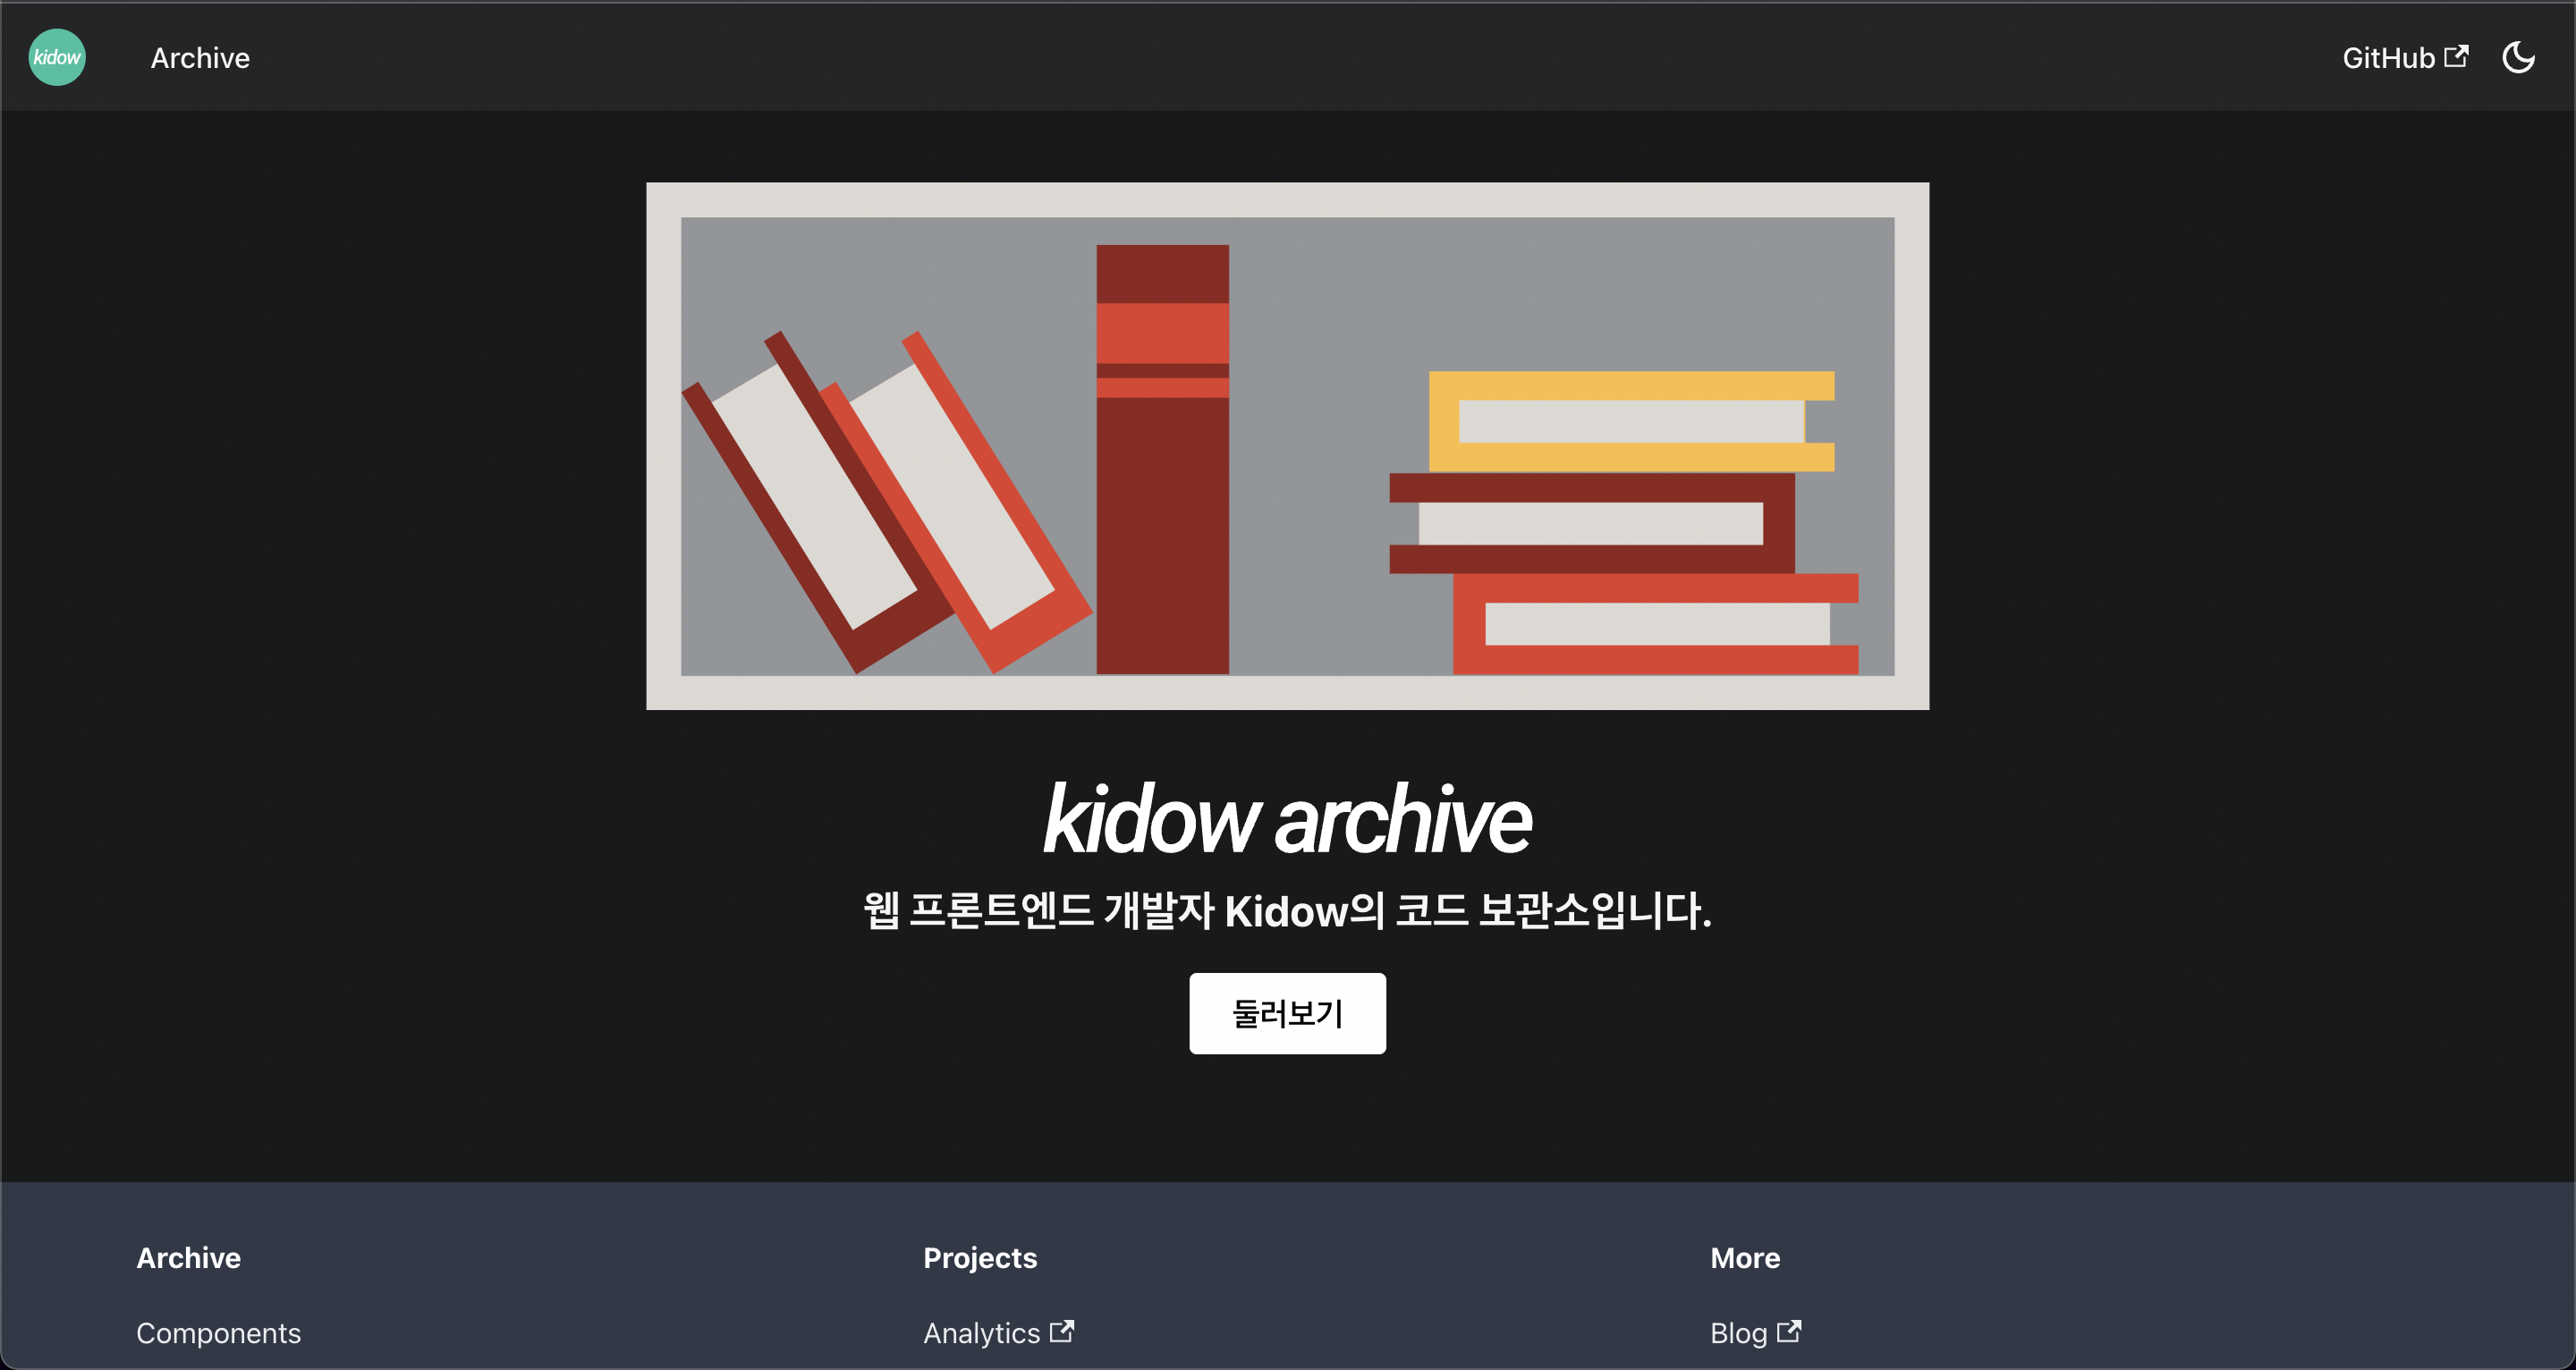 kidow
Archive
GitHub
kidow archive
웹 프론트엔드 개발자 Kidow의 코드 보관소입니다.
둘러보기
Archive
Projects
More
Components
Analytics
Blog